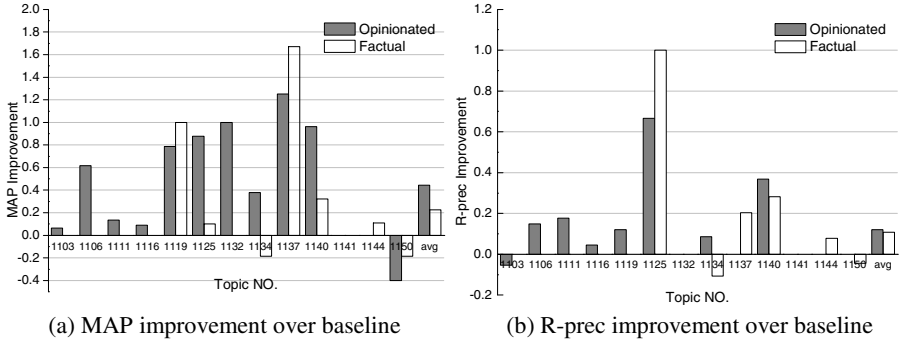 2.0
1.8
1.6
1.4
1.2
1.0
0.8
0.6
0.4
0.2
0.0
-0.2
-0.4
MAP Improvement
Opinionated
Factual
1103 1106 1111 1116 1119 1125 1132 1134 1137 1140 1141 1144 1150 avg
Topic NO.
(a) MAP improvement over baseline
1.2
1.0
0.8
0.6
0.4
0.2
0.0
-0.2
R-prec Improvement
Opinionated
Factual
1103 1106 1111 1116 1119 1125 1132 1134 1137 1140 1141 1144 1150 avg
Topic NO.
(b) R-prec improvement over baseline